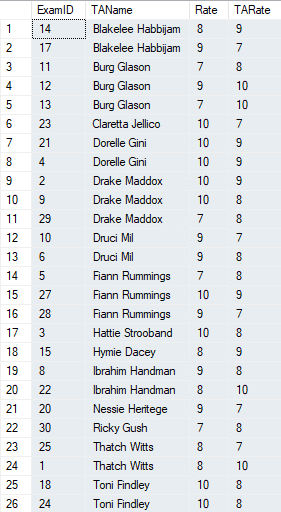 ExamID TAName Rate TARate
1 14 Blakelee Habbijam 8 9
2 17 Blakelee Habbijam 9 7
3 11 Burg Glason 7 8
4 12 Burg Glason 9 10
5 13 Burg Glason 7 10
6 23 Claretta Jellico 10 7
7 21 Dorelle Gini 10 9
8 4 Dorelle Gini 10 9
9 2 Drake Maddox 10 9
10 9 Drake Maddox 10 8
11 29 Drake Maddox 7 8
12 10 Druci Mil 9 7
13 6 Druci Mil 9 8
14 5 Fiann Rummings 7 8
15 27 Fiann Rummings 10 9
16 28 Fiann Rummings 9 7
17 3 Hattie Strooband 10 8
18 15 Hymie Dacey 8 9
19 8 Ibrahim Handman 9 8
20 22 Ibrahim Handman 8 10
21 20 Nessie Heritege 9 7
22 30 Ricky Gush 7 8
23 25 Thatch Witts 8 7
24 1 Thatch Witts 8 10
25 18 Toni Findley 10 8
26 24 Toni Findley 10 8